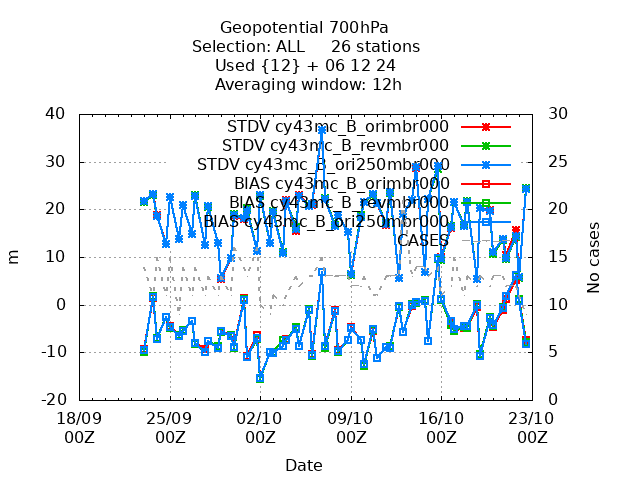 Geopotential 700hPa
Selection: ALL 26 stations
Used {12} + 06 12 24
Averaging window: 12h
40 30
STDV cy43mc_B_orimbr000
STDV cy43mc_B_revmbr000
30 25
STDV cy43mc_B_ori250mbr000
BIAS cy43mc_B_orimbr000
20 20
BIAS cy43mc_B_revmbr000
BIAS cy43mc_B_ori250mbr000
CASES
m No cases
10 15
0 10
-10 5
-20 0
18/09 25/09 02/10 09/10 16/10 23/10
00Z 00Z 00Z 00Z 00Z 00Z
Date